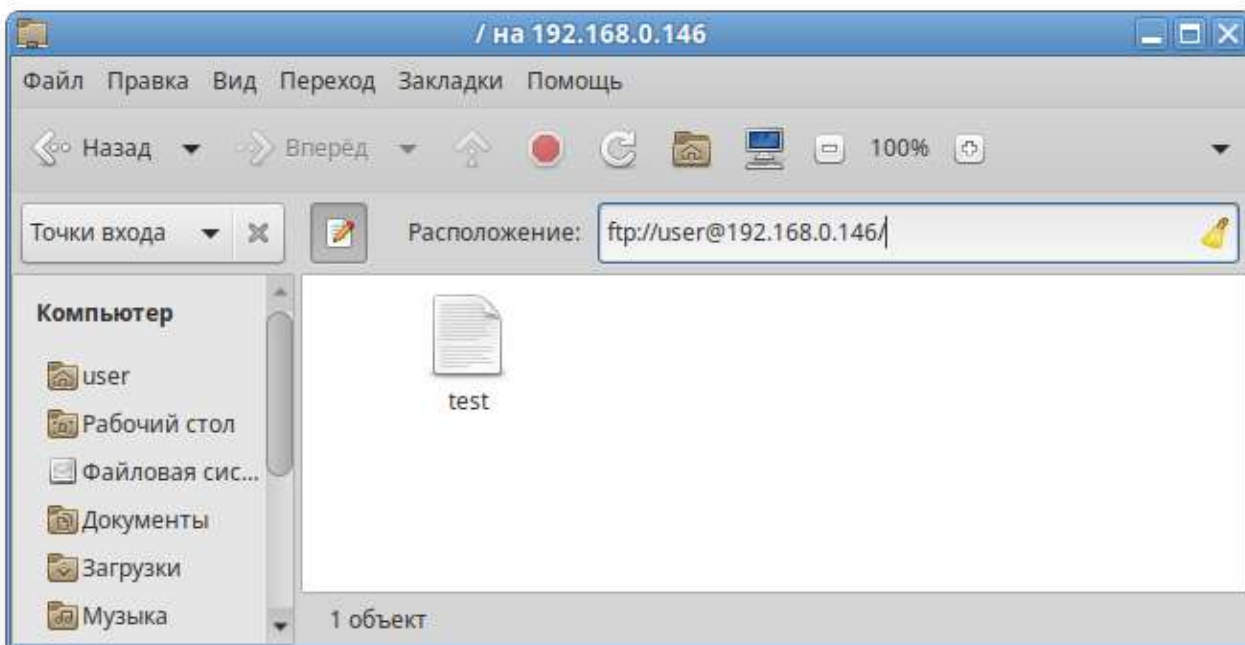 / на 192.168.0.146
Файл Правка Вид Переход Закладки Помощь
Назад Вперёд 100%
Точки входа Расположение: ftp://user@192.168.0.146/
Компьютер
user
Рабочий стол
Файловая сис...
Документы
Загрузки
Музыка
test
1 объект